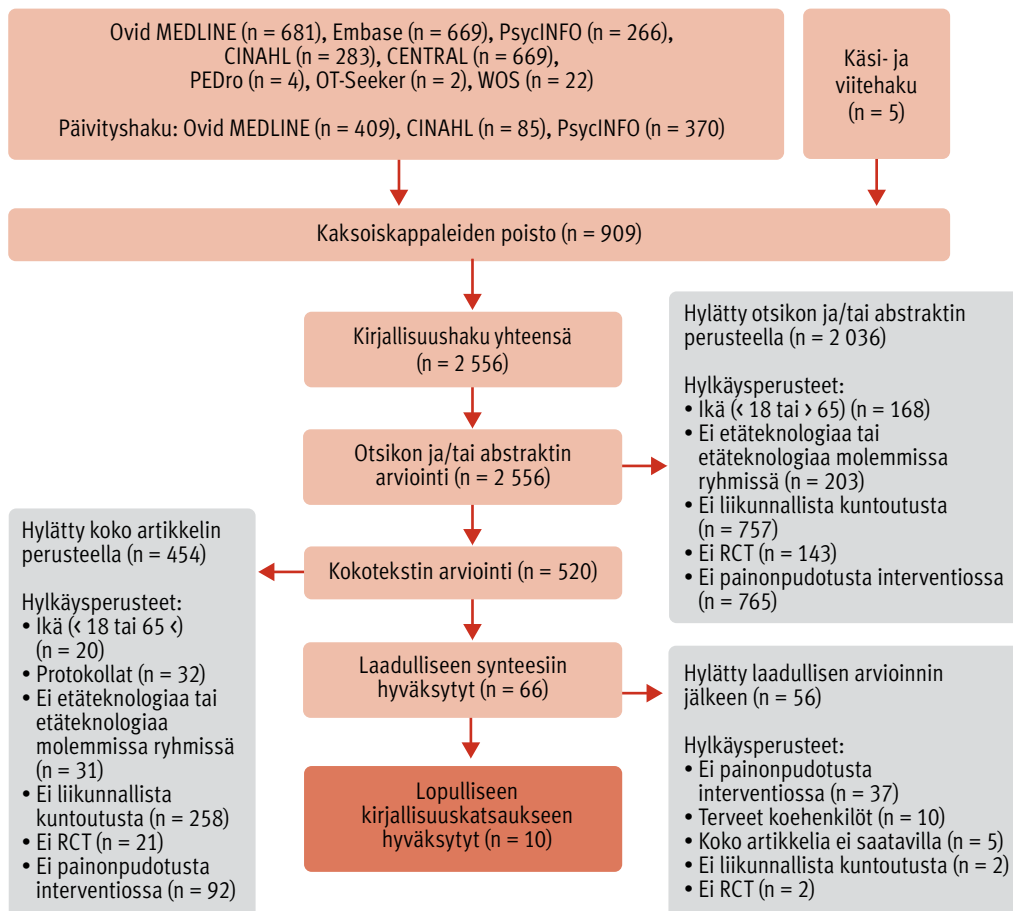 Ovid MEDLINE (n = 681), Embase (n = 669), PsycINFO (n = 266),
CINAHL (n = 283), CENTRAL (n = 669),
PEDro (n = 4), OT-Seeker (n = 2), WOS (n = 22)
Päivityshaku: Ovid MEDLINE (n = 409), CINAHL (n = 85), PsycINFO (n = 370)
Käsi- ja
viitehaku
(n = 5)
Kaksoiskappaleiden poisto (n = 909)
Kirjallisuushaku yhteensä
(n = 2 556)
Otsikon ja/tai abstraktin
arviointi (n = 2 556)
Hylätty otsikon ja/tai abstraktin
perusteella (n = 2 036)
Hylkäysperusteet:
• Ikä (< 18 tai > 65) (n = 168)
• Ei etäteknologiaa tai
etäteknologiaa molemmissa
ryhmissä (n = 203)
• Ei liikunnallista kuntoutusta
(n = 757)
• Ei RCT (n = 143)
• Ei painonpudotusta interventiossa
(n = 765)
Kokotekstin arviointi (n = 520)
Hylätty koko artikkelin
perusteella (n = 454)
Hylkäysperusteet:
• Ikä (< 18 tai 65 <)
(n = 20)
• Protokollat (n = 32)
• Ei etäteknologiaa tai
etäteknologiaa
molemmissa ryhmissä
(n = 31)
• Ei liikunnallista
kuntoutusta (n = 258)
• Ei RCT (n = 21)
• Ei painonpudotusta
interventiossa (n = 92)
Laadulliseen synteesiin
hyväksytyt (n = 66)
Hylätty laadullisen arvioinnin
jälkeen (n = 56)
Hylkäysperusteet:
• Ei painonpudotusta
interventiossa (n = 37)
• Terveet koehenkilöt (n = 10)
• Koko artikkelia ei saatavilla (n = 5)
• Ei liikunnallista kuntoutusta (n = 2)
• Ei RCT (n = 2)
Lopulliseen
kirjallisuuskatsaukseen
hyväksytyt (n = 10)